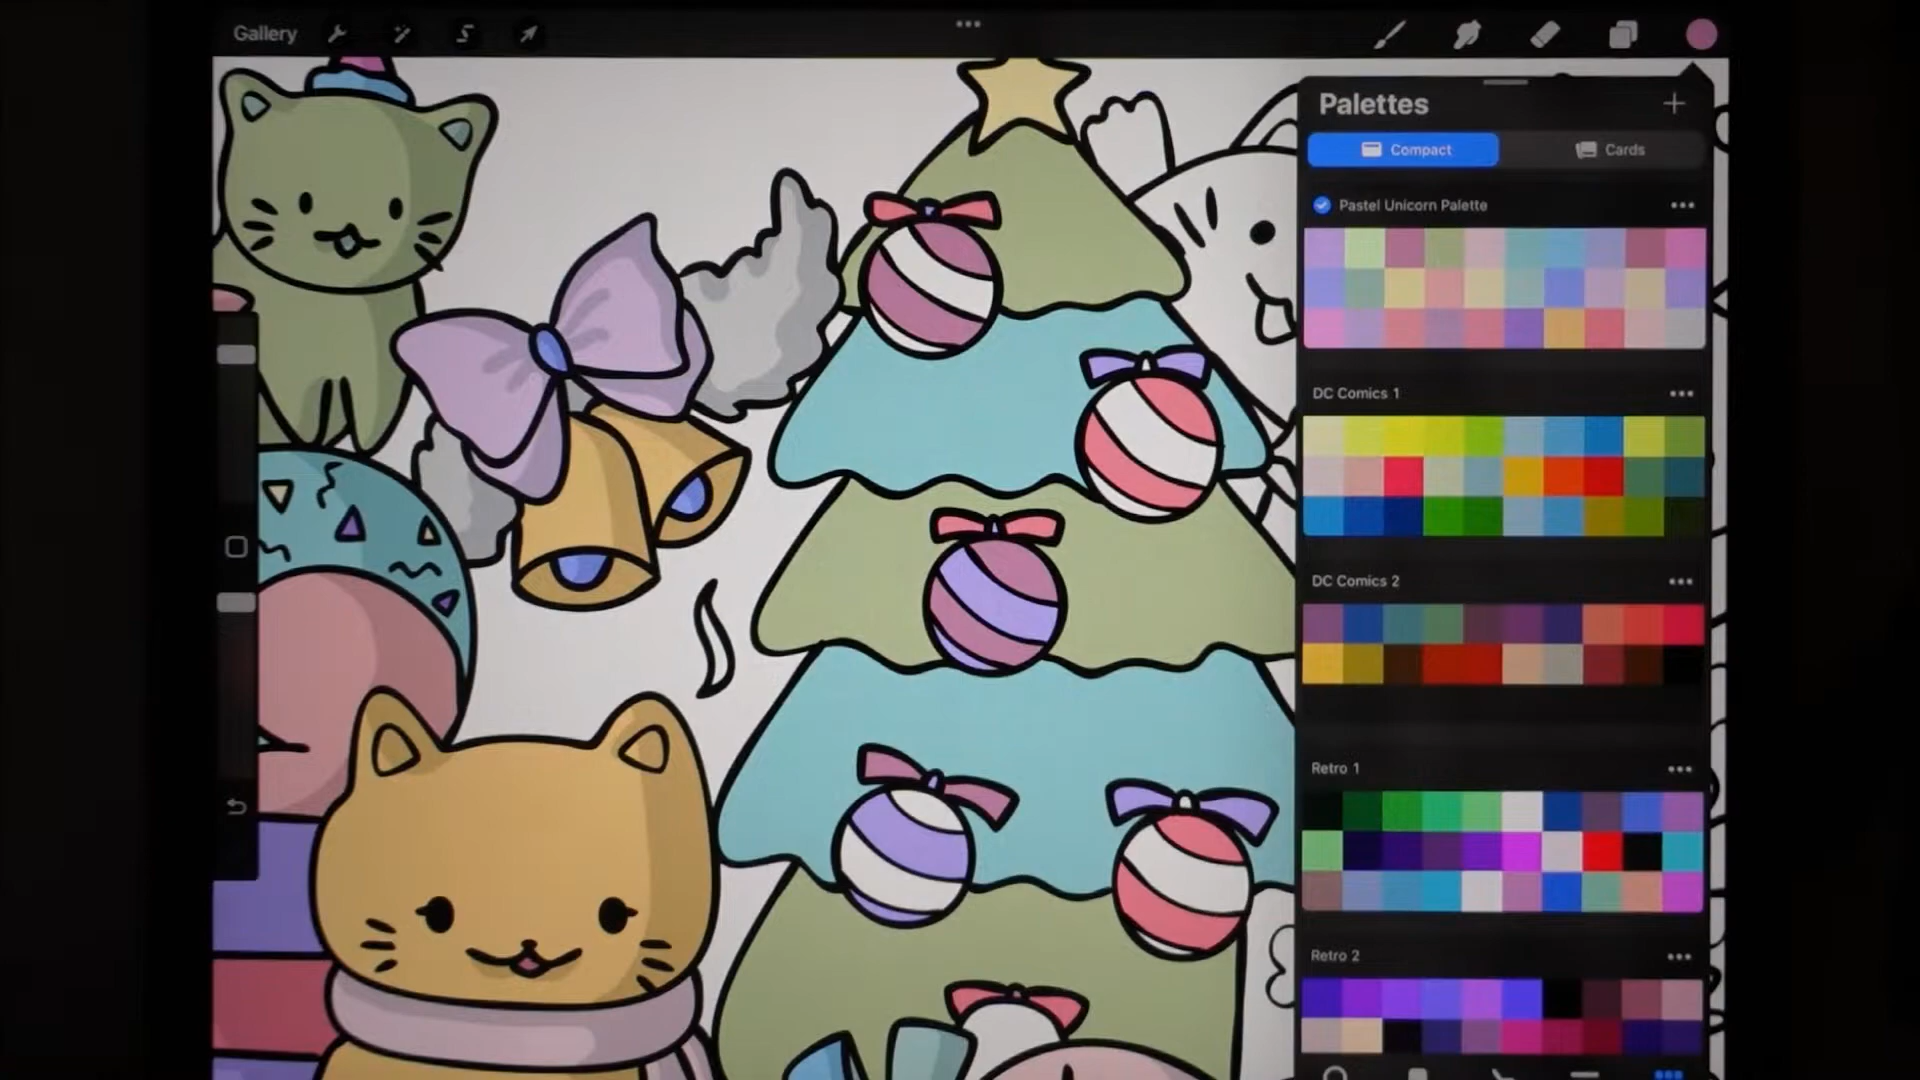 Gallery
Palettes
Compact
Cards
Pastel Unicorn Palette
DC Comics 1
DC Comics 2
Retro 1
Retro 2